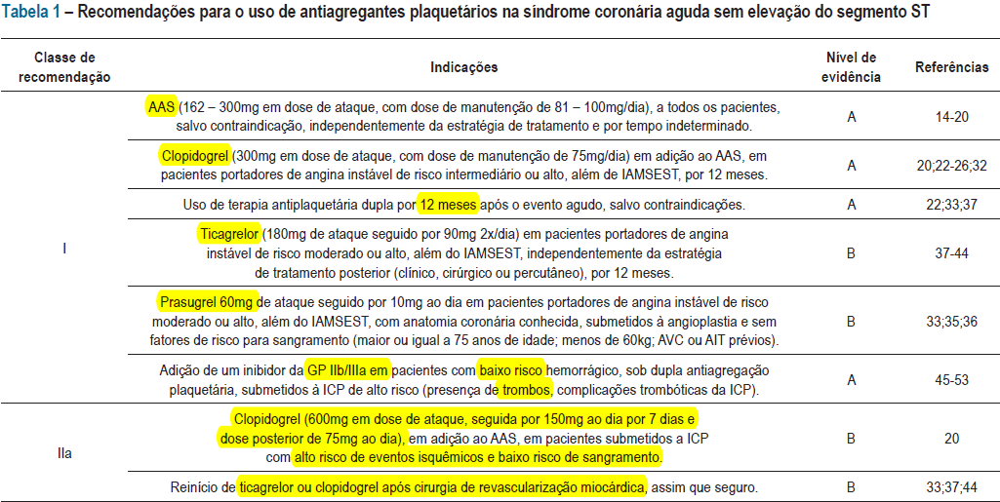 Tabela 1 – Recomendações para o uso de antiagregantes plaquetários na síndrome coronária aguda sem elevação do segmento ST
Classe de
recomendação
Indicações
Nível de
evidência
Referências
I
AAS (162 – 300mg em dose de ataque, com dose de manutenção de 81 – 100mg/dia), a todos os pacientes,
salvo contraindicação, independentemente da estratégia de tratamento e por tempo indeterminado.
A
14-20
Clopidogrel (300mg em dose de ataque, com dose de manutenção de 75mg/dia) em adição ao AAS, em
pacientes portadores de angina instável de risco intermediário ou alto, além de IAMSEST, por 12 meses.
A
20;22-26;32
Uso de terapia antiplaquetária dupla por 12 meses após o evento agudo, salvo contraindicações.
A
22;33;37
Ticagrelor (180mg de ataque seguido por 90mg 2x/dia) em pacientes portadores de angina
instável de risco moderado ou alto, além do IAMSEST, independentemente da estratégia
de tratamento posterior (clínico, cirúrgico ou percutâneo), por 12 meses.
B
37-44
Prasugrel 60mg de ataque seguido por 10mg ao dia em pacientes portadores de angina instável de risco
moderado ou alto, além do IAMSEST, com anatomia coronária conhecida, submetidos à angioplastia e sem
fatores de risco para sangramento (maior ou igual a 75 anos de idade; menos de 60kg; AVC ou AIT prévios).
B
33;35;36
Adição de um inibidor da GP IIb/IIIa em pacientes com baixo risco hemorrágico, sob dupla antiagregação
plaquetária, submetidos à ICP de alto risco (presença de trombos, complicações trombóticas da ICP).
A
45-53
IIa
Clopidogrel (600mg em dose de ataque, seguida por 150mg ao dia por 7 dias e
dose posterior de 75mg ao dia), em adição ao AAS, em pacientes submetidos a ICP
com alto risco de eventos isquêmicos e baixo risco de sangramento.
B
20
Reinício de ticagrelor ou clopidogrel após cirurgia de revascularização miocárdica, assim que seguro.
B
33;37;44